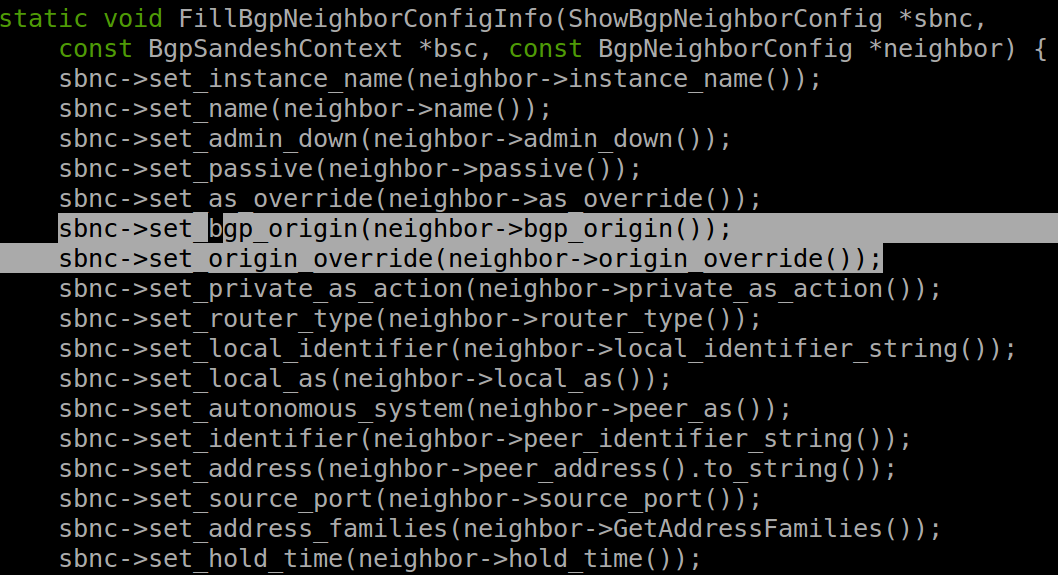 static void FillBgpNeighborConfigInfo(ShowBgpNeighborConfig *sbnc,
    const BgpSandeshContext *bsc, const BgpNeighborConfig *neighbor) {
    sbnc->set_instance_name(neighbor->instance_name());
    sbnc->set_name(neighbor->name());
    sbnc->set_admin_down(neighbor->admin_down());
    sbnc->set_passive(neighbor->passive());
    sbnc->set_as_override(neighbor->as_override());
    sbnc->set_bgp_origin(neighbor->bgp_origin());
    sbnc->set_origin_override(neighbor->origin_override());
    sbnc->set_private_as_action(neighbor->private_as_action());
    sbnc->set_router_type(neighbor->router_type());
    sbnc->set_local_identifier(neighbor->local_identifier_string());
    sbnc->set_local_as(neighbor->local_as());
    sbnc->set_autonomous_system(neighbor->peer_as());
    sbnc->set_identifier(neighbor->peer_identifier_string());
    sbnc->set_address(neighbor->peer_address().to_string());
    sbnc->set_source_port(neighbor->source_port());
    sbnc->set_address_families(neighbor->GetAddressFamilies());
    sbnc->set_hold_time(neighbor->hold_time());